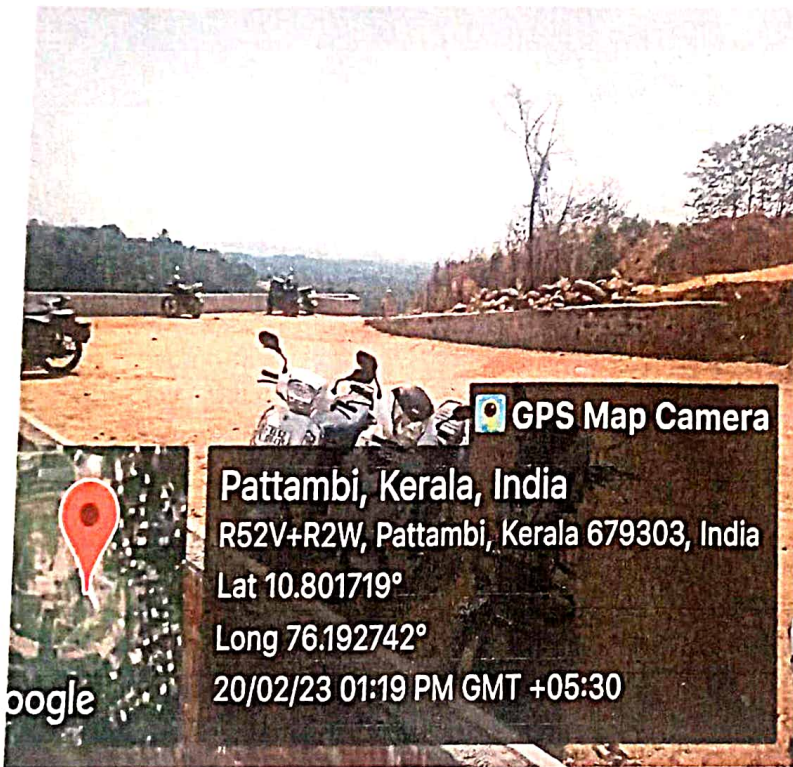 GPS Map Camera
Pattambi, Kerala, India
R52V+R2W, Pattambi, Kerala 679303, India
Lat 10.801719°
Long 76.192742°
20/02/23 01:19 PM GMT +05:30
oogle